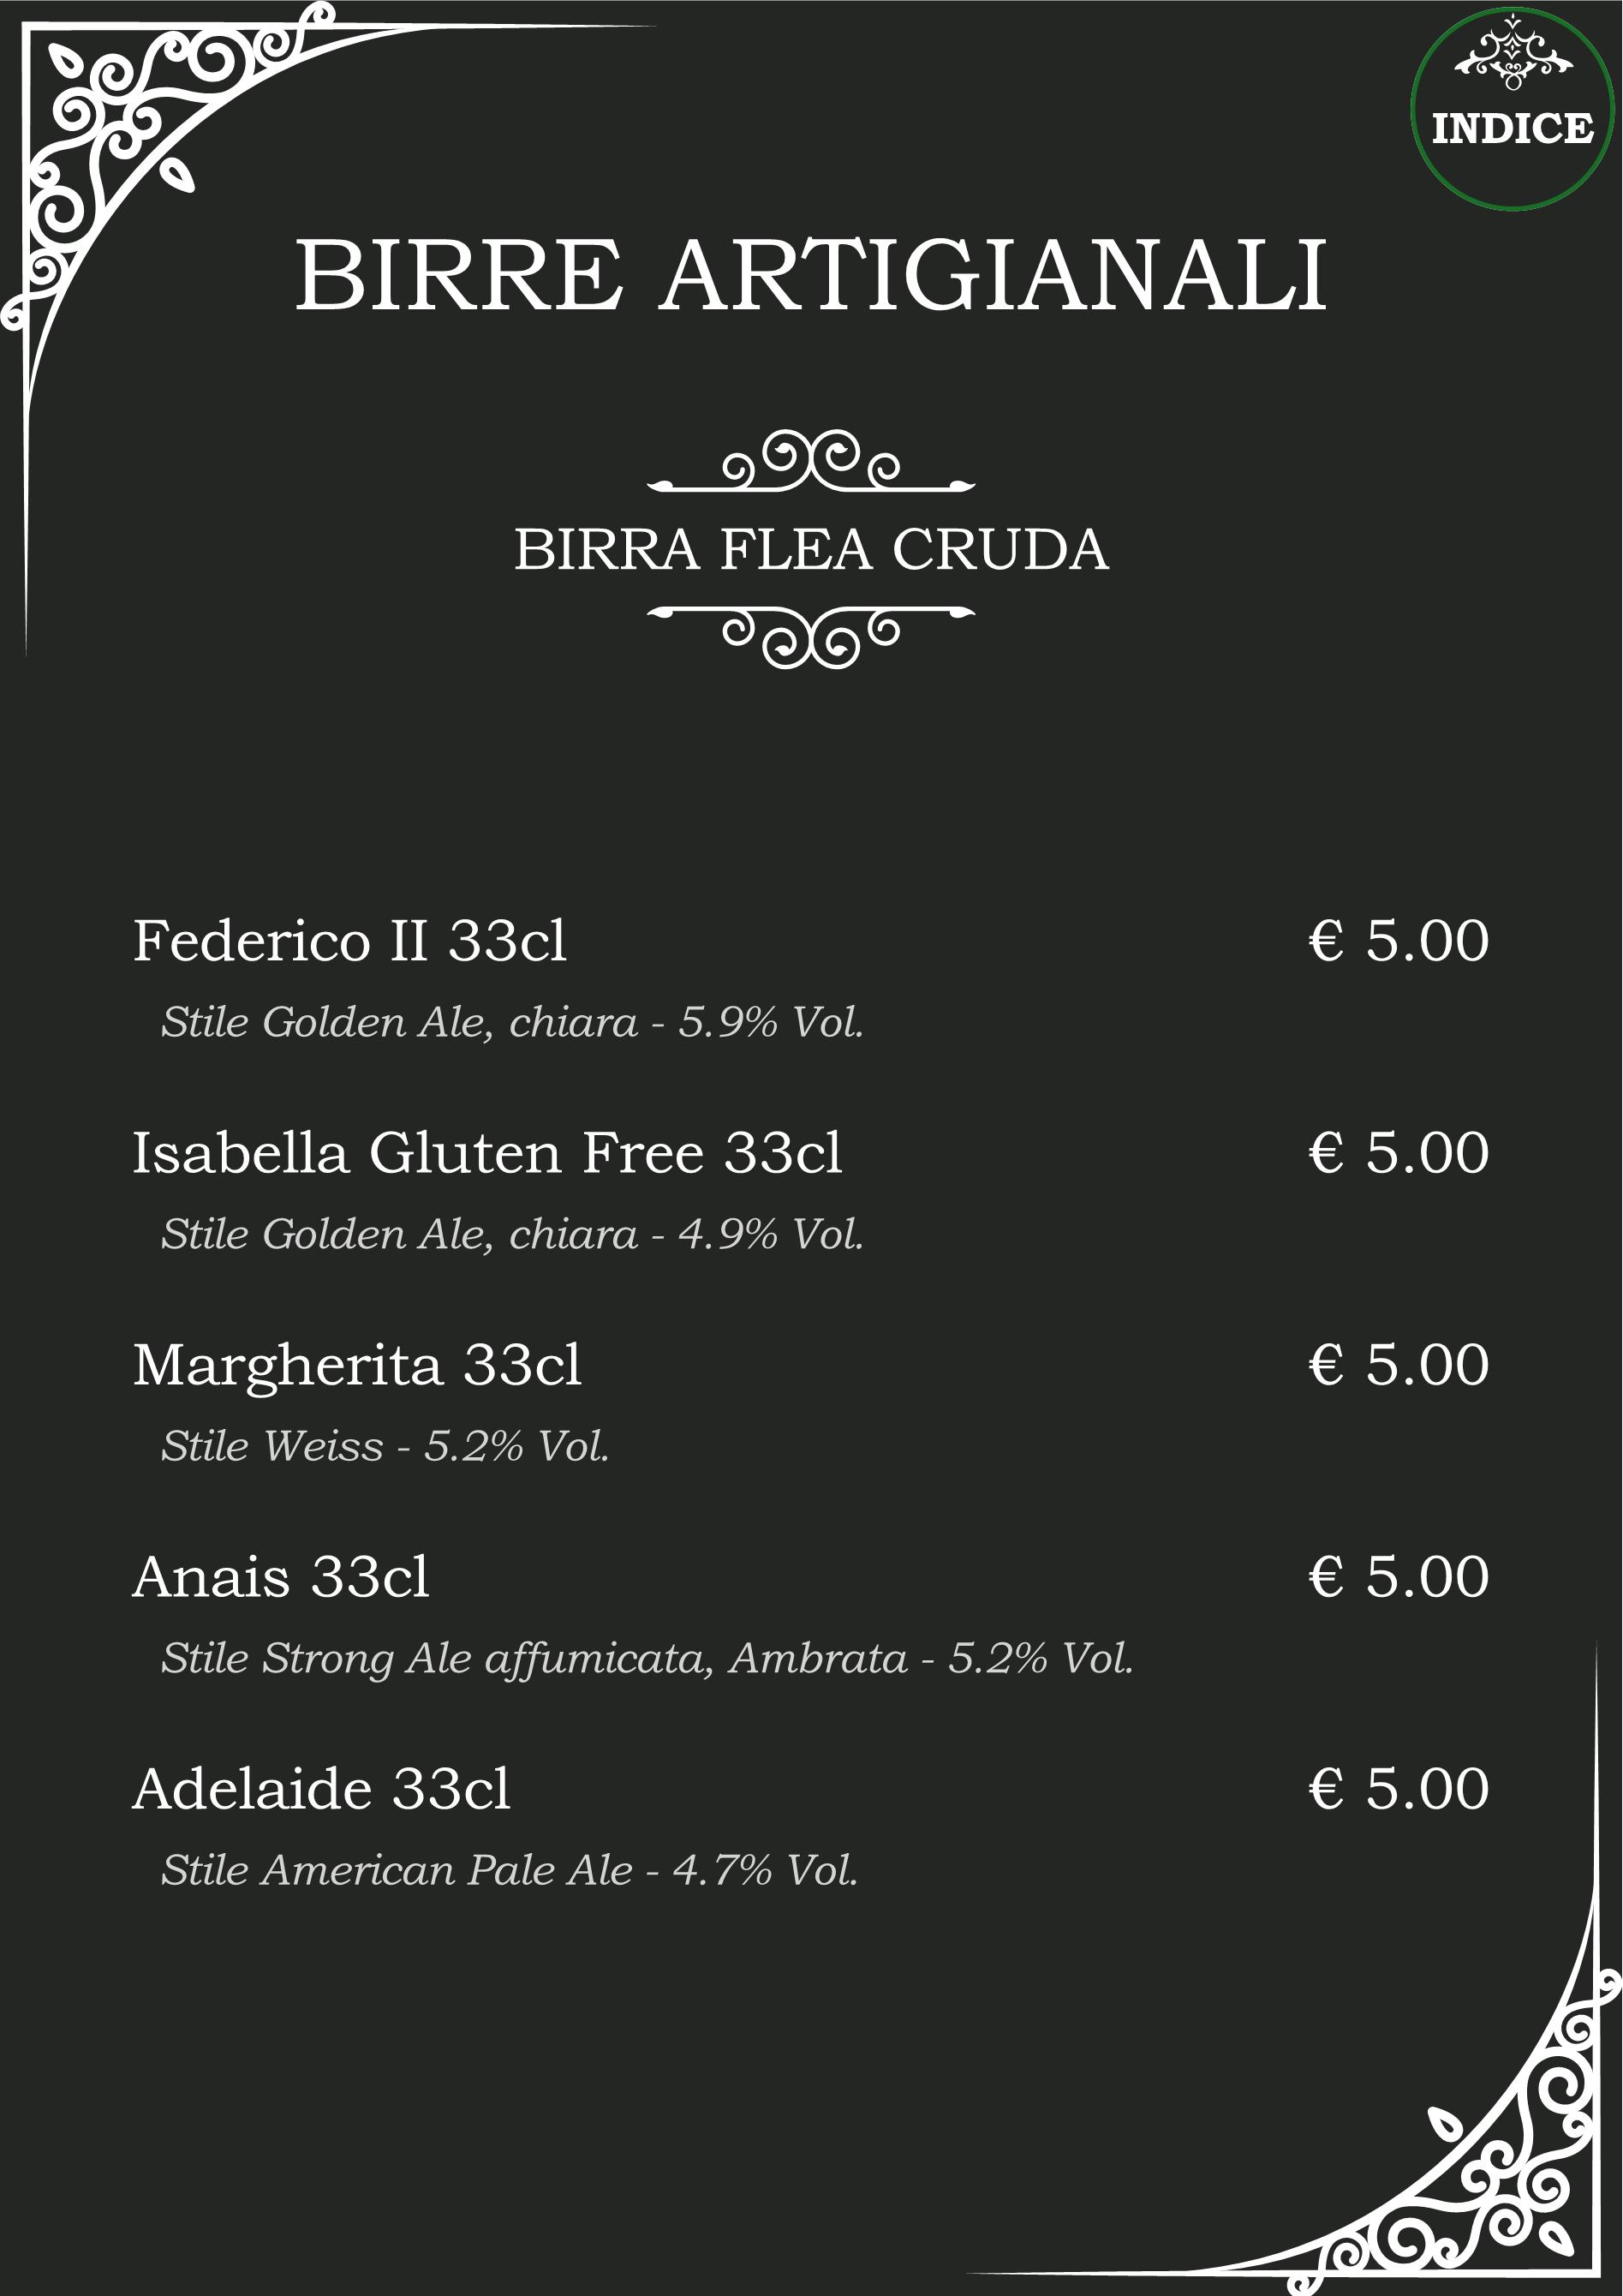 INDICE
BIRRE ARTIGIANALI
BIRRA FLEA CRUDA
Federico II 33cl € 5.00
Stile Golden Ale, chiara - 5.9% Vol.
Isabella Gluten Free 33cl € 5.00
Stile Golden Ale, chiara - 4.9% Vol.
Margherita 33cl € 5.00
Stile Weiss - 5.2% Vol.
Anais 33cl € 5.00
Stile Strong Ale affumicata, Ambrata - 5.2% Vol.
Adelaide 33cl € 5.00
Stile American Pale Ale - 4.7% Vol.